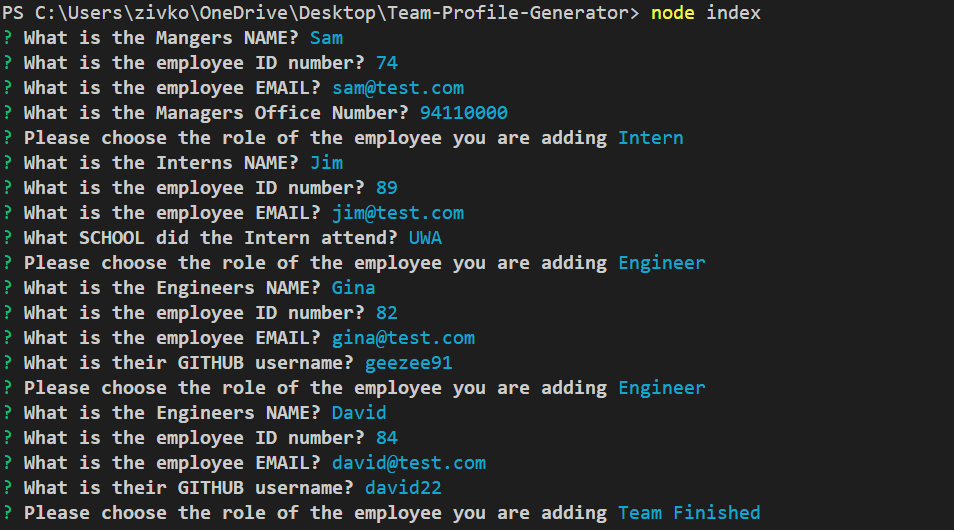 PS C:\Users\zivko\OneDrive\Desktop\Team-Profile-Generator> node index
? What is the Mangers NAME? Sam
? What is the employee ID number? 74
? What is the employee EMAIL? sam@test.com
? What is the Managers Office Number? 94110000
? Please choose the role of the employee you are adding Intern
? What is the Interns NAME? Jim
? What is the employee ID number? 89
? What is the employee EMAIL? jim@test.com
? What SCHOOL did the Intern attend? UWA
? Please choose the role of the employee you are adding Engineer
? What is the Engineers NAME? Gina
? What is the employee ID number? 82
? What is the employee EMAIL? gina@test.com
? What is their GITHUB username? geezee91
? Please choose the role of the employee you are adding Engineer
? What is the Engineers NAME? David
? What is the employee ID number? 84
? What is the employee EMAIL? david@test.com
? What is their GITHUB username? david22
? Please choose the role of the employee you are adding Team Finished